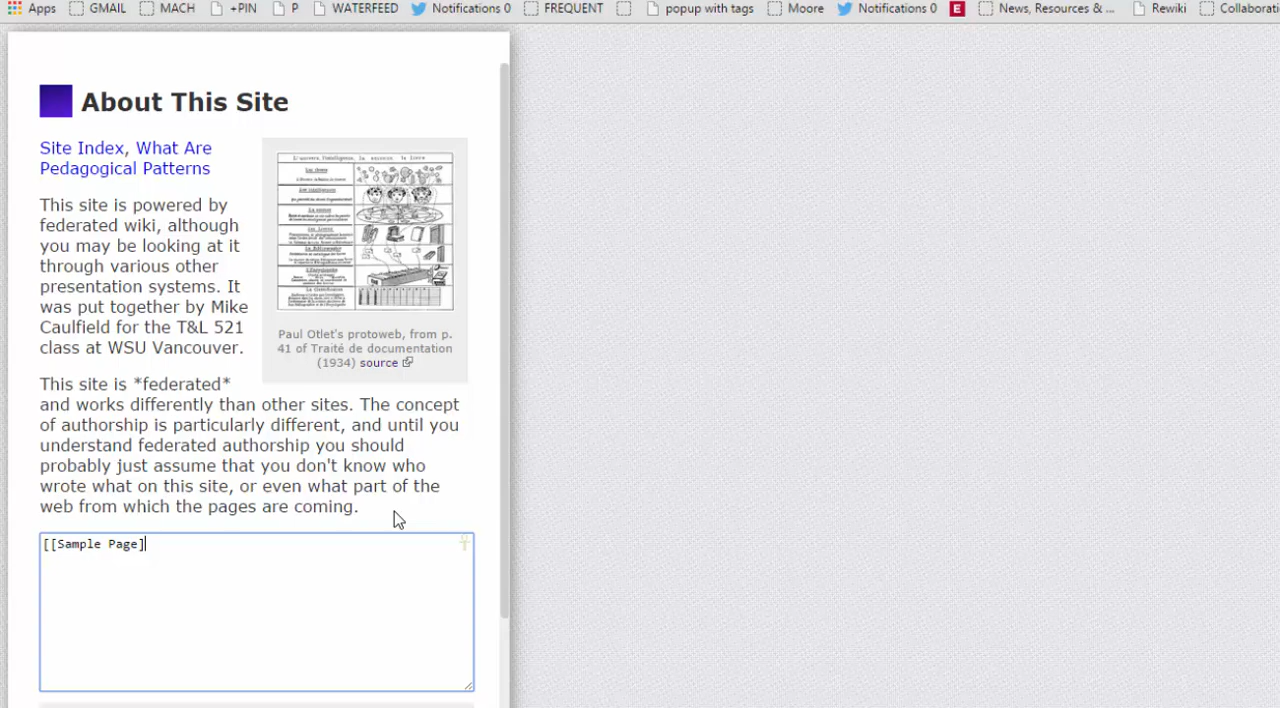 Apps GMAIL MACH +PIN P WATERFEED Notifications 0 FREQUENT popup with tags Moore Notifications 0 E News, Resources & ... Rewiki Collaborati
About This Site
Site Index, What Are
Pedagogical Patterns
This site is powered by
federated wiki, although
you may be looking at it
through various other
presentation systems. It
was put together by Mike
Caulfield for the T&L 521
class at WSU Vancouver.
Paul Otlet's protoweb, from p.
41 of Traité de documentation
(1934) source
This site is *federated*
and works differently than other sites. The concept
of authorship is particularly different, and until you
understand federated authorship you should
probably just assume that you don't know who
wrote what on this site, or even what part of the
web from which the pages are coming.
[[Sample Page]